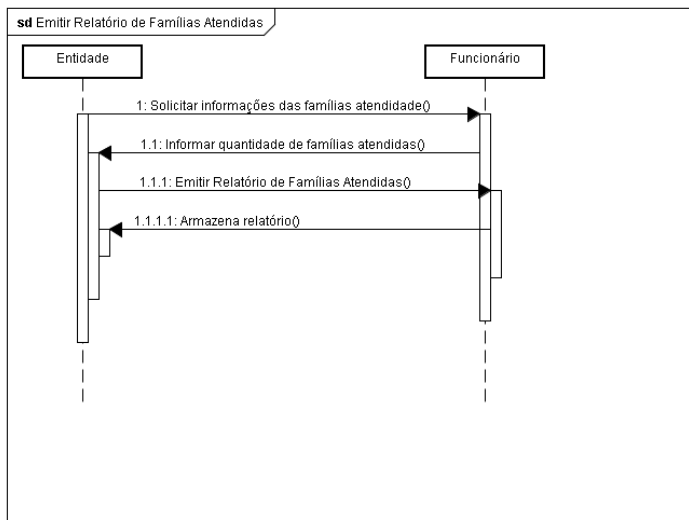 sd Emitir Relatório de Famílias Atendidas
Entidade
Funcionário
1: Solicitar informações das famílias atendidade()
1.1: Informar quantidade de famílias atendidas()
1.1.1: Emitir Relatório de Famílias Atendidas()
1.1.1.1: Armazena relatório()